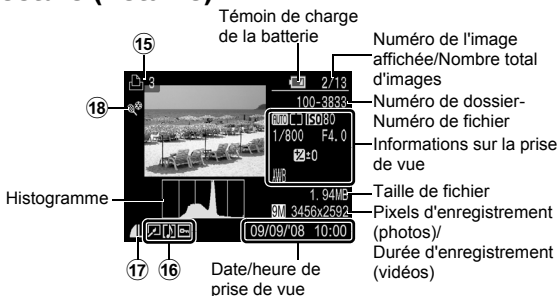 Témoin de charge
de la batterie
Numéro de l'image
affichée/Nombre total
d'images
15
3
2/13
18
100-3833
Numéro de dossier-
Numéro de fichier
AUTO ISO 80
1/800 F4.0
±0
AWB
Informations sur la prise
de vue
Histogramme
1.94MB
Taille de fichier
9M 3456x2592
Pixels d'enregistrement
(photos)/
Durée d'enregistrement
(vidéos)
09/09/'08 10:00
17
16
Date/heure de
prise de vue